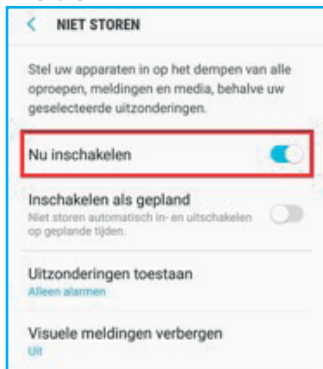 NIET STOREN
Stel uw apparaten in op het dempen van alle
oproepen, meldingen en media, behalve uw
geselecteerde uitzonderingen.
Nu inschakelen
Inschakelen als gepland
Niet storen automatisch in- en uitschakelen
op geplande tijden.
Uitzonderingen toestaan
Alleen alarmen
Visuele meldingen verbergen
Uit